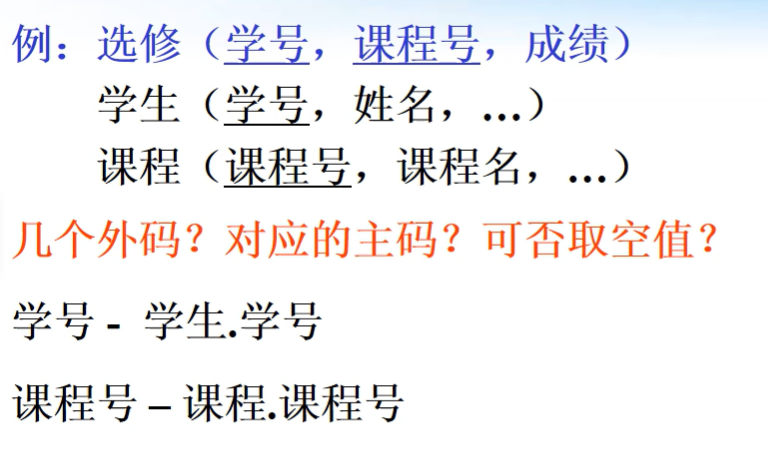 例：选修（学号，课程号，成绩）
学生（学号，姓名，...）
课程（课程号，课程名，...）
几个外码？对应的主码？可否取空值？
学号 - 学生.学号
课程号 – 课程.课程号